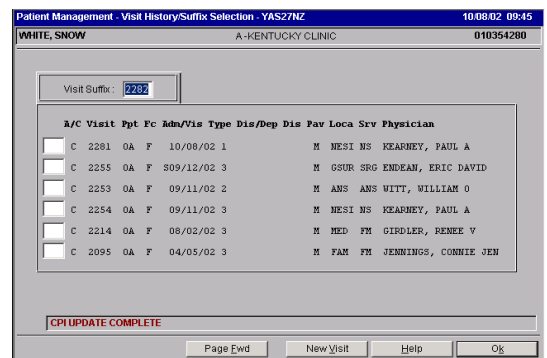 Patient Management - Visit History/Suffix Selection - YAS27NZ 10/08/02 09:45
WHITE, SNOW A -KENTUCKY CLINIC 010354280
Visit Suffix : 2282
A/C Visit Ppt Fc Adm/Vis Type Dis/Dep Dis Pav Loca Srv Physician
C 2281 OA F 10/08/02 1 M NESI NS KEARNEY, PAUL A
C 2255 OA F S09/12/02 3 M GSUR SRG ENDEAN, ERIC DAVID
C 2253 OA F 09/11/02 2 M ANS ANS WITT, WILLIAM O
C 2254 OA F 09/11/02 3 M NESI NS KEARNEY, PAUL A
C 2214 OA F 08/02/02 3 M MED FM GIRDLER, RENEE V
C 2095 OA F 04/05/02 3 M FAM FM JENNINGS, CONNIE JEN
CPI UPDATE COMPLETE
Page Fwd New Visit Help Ok